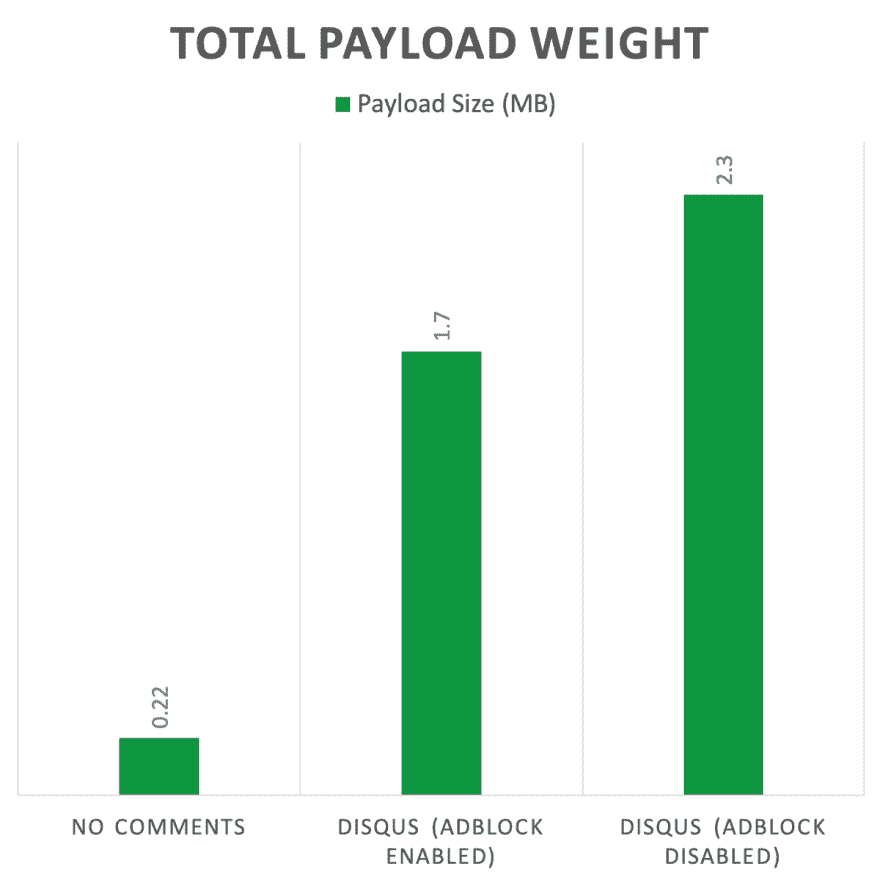 TOTAL PAYLOAD WEIGHT
Payload Size (MB)
0.22
1.7
2.3
NO COMMENTS
DISQUS (ADBLOCK
ENABLED)
DISQUS (ADBLOCK
DISABLED)